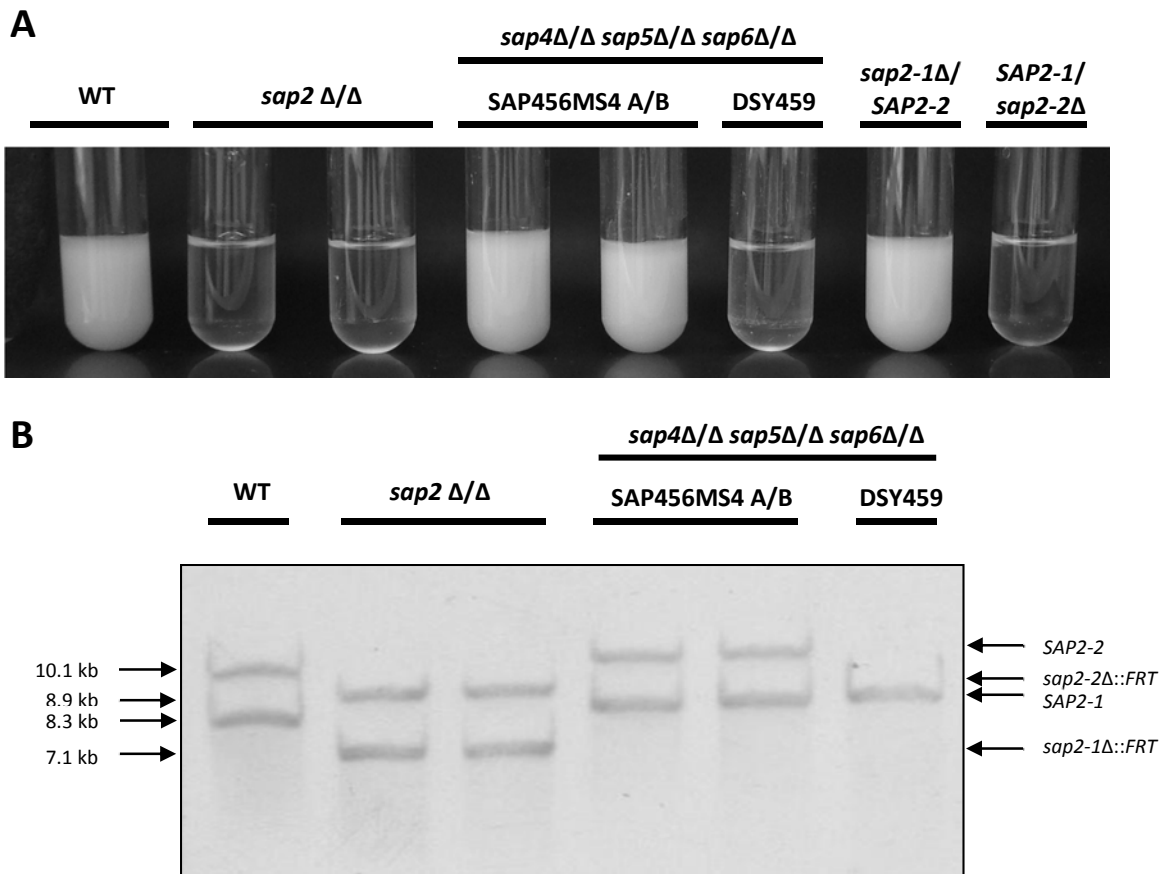 A
sap4Δ/Δ sap5Δ/Δ sap6Δ/Δ
WT
sap2 Δ/Δ
SAP456MS4 A/B
DSY459
sap2-1Δ/
SAP2-2
SAP2-1/
sap2-2Δ
B
sap4Δ/Δ sap5Δ/Δ sap6Δ/Δ
WT
sap2 Δ/Δ
SAP456MS4 A/B
DSY459
10.1 kb
8.9 kb
8.3 kb
7.1 kb
SAP2-2
sap2-2Δ::FRT
SAP2-1
sap2-1Δ::FRT